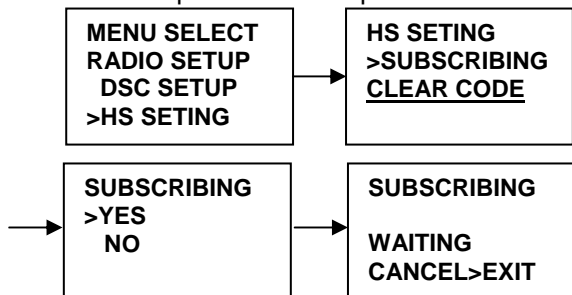 MENU SELECT
RADIO SETUP
DSC SETUP
>HS SETING
HS SETING
>SUBSCRIBING
CLEAR CODE
SUBSCRIBING
>YES
NO
SUBSCRIBING
WAITING
CANCEL>EXIT